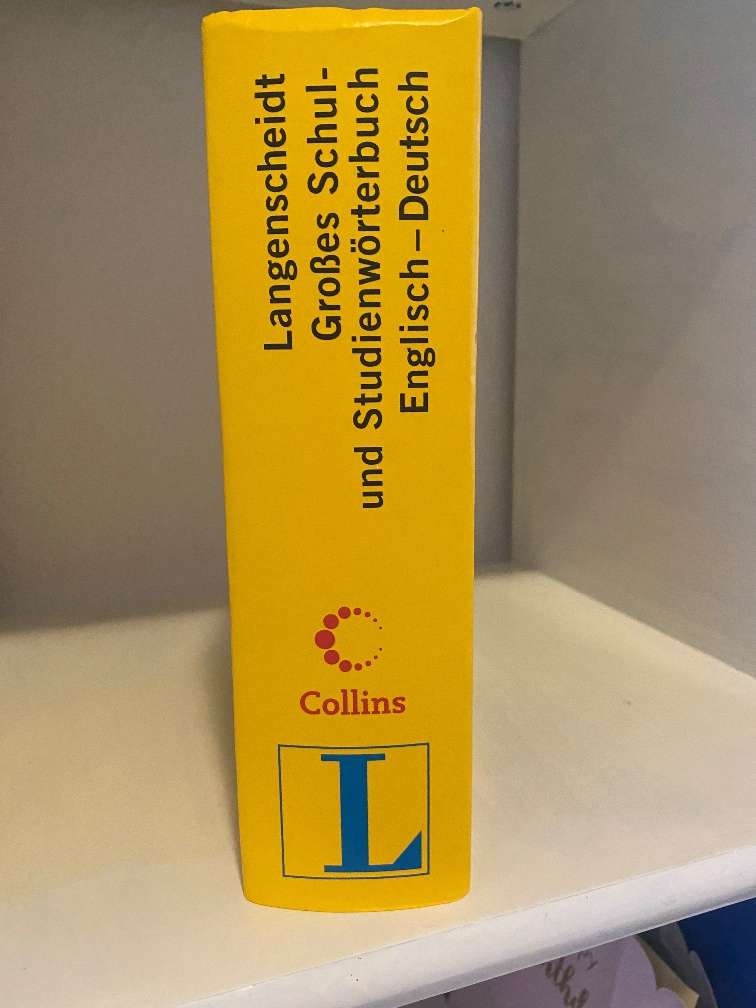 Langenscheidt
Großes Schul-
und Studienwörterbuch
Englisch–Deutsch
Collins
L